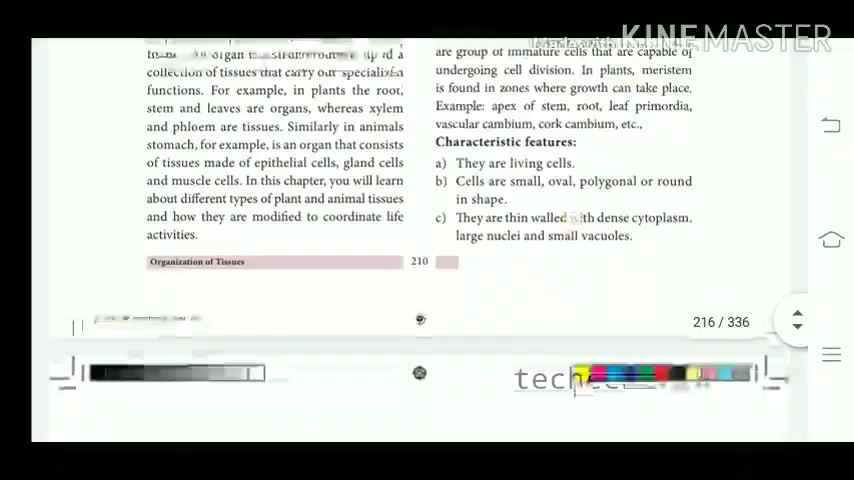 KINEMASTER
collection of tissues that carry out specialized
functions. For example, in plants the root,
stem and leaves are organs, whereas xylem
and phloem are tissues. Similarly in animals
stomach, for example, is an organ that consists
of tissues made of epithelial cells, gland cells
and muscle cells. In this chapter, you will learn
about different types of plant and animal tissues
and how they are modified to coordinate life
activities.
are group of immature cells that are capable of
undergoing cell division. In plants, meristem
is found in zones where growth can take place.
Example: apex of stem, root, leaf primordia,
vascular cambium, cork cambium, etc.,
Characteristic features:
a) They are living cells.
b) Cells are small, oval, polygonal or round
in shape.
c) They are thin walled with dense cytoplasm,
large nuclei and small vacuoles.
Organization of Tissues 210
216 / 336